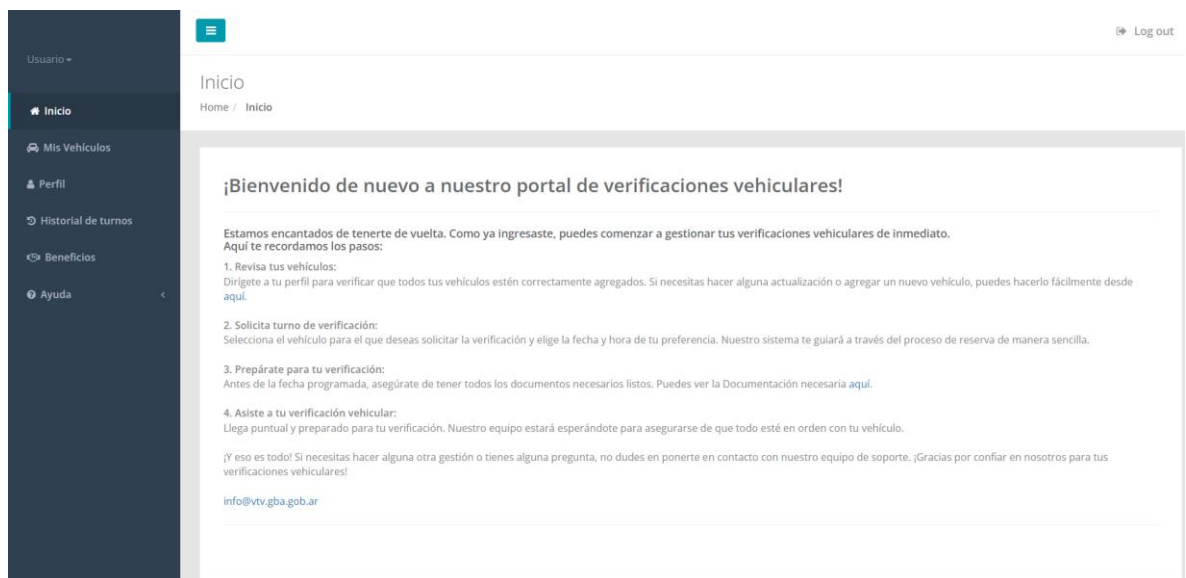 Usuario
Inicio
Mis Vehículos
Perfil
Historial de turnos
Beneficios
Ayuda
Log out
Inicio
Home / Inicio
¡Bienvenido de nuevo a nuestro portal de verificaciones vehiculares!
Estamos encantados de tenerte de vuelta. Como ya ingresaste, puedes comenzar a gestionar tus verificaciones vehiculares de inmediato.
Aquí te recordamos los pasos:
1. Revisa tus vehículos:
Dirígete a tu perfil para verificar que todos tus vehículos estén correctamente agregados. Si necesitas hacer alguna actualización o agregar un nuevo vehículo, puedes hacerlo fácilmente desde
aquí.
2. Solicita turno de verificación:
Selecciona el vehículo para el que deseas solicitar la verificación y elige la fecha y hora de tu preferencia. Nuestro sistema te guiará a través del proceso de reserva de manera sencilla.
3. Prepárate para tu verificación:
Antes de la fecha programada, asegúrate de tener todos los documentos necesarios listos. Puedes ver la Documentación necesaria aquí.
4. Asiste a tu verificación vehicular:
Llega puntual y preparado para tu verificación. Nuestro equipo estará esperándote para asegurarse de que todo esté en orden con tu vehículo.
¡Y eso es todo! Si necesitas hacer alguna otra gestión o tienes alguna pregunta, no dudes en ponerte en contacto con nuestro equipo de soporte. ¡Gracias por confiar en nosotros para tus
verificaciones vehiculares!
info@vtv.gba.gob.ar